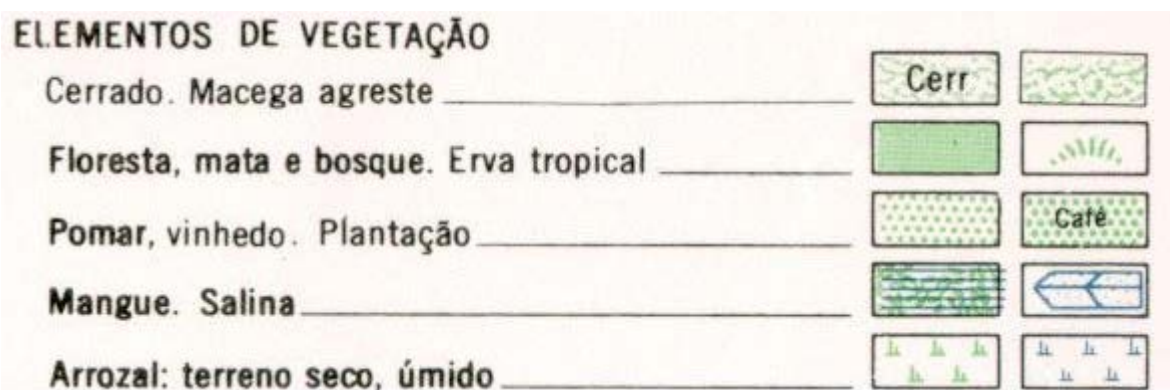 ELEMENTOS DE VEGETAÇÃO
Cerrado. Macega agreste Cerr
Floresta, mata e bosque. Erva tropical
Pomar, vinhedo. Plantação Café
Mangue. Salina
Arrozal: terreno seco, úmido